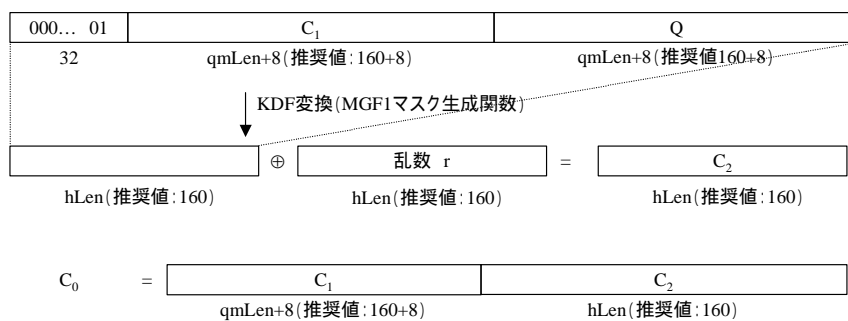 000… 01 C₁ Q
32 qmLen+8(推奨値:160+8) qmLen+8(推奨値160+8)
KDF変換(MGF1マスク生成関数)
⊕ 乱数 r = C₂
hLen(推奨値:160) hLen(推奨値:160) hLen(推奨値:160)
C₀ = C₁ C₂
qmLen+8(推奨値:160+8) hLen(推奨値:160)